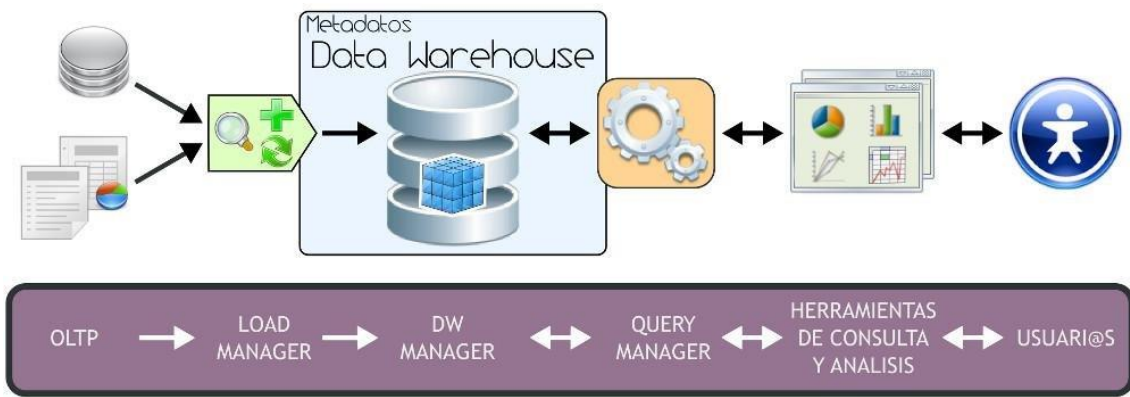 Metadatos
Data Warehouse
OLTP
LOAD
MANAGER
DW
MANAGER
QUERY
MANAGER
HERRAMIENTAS
DE CONSULTA
Y ANALISIS
USUARI@S